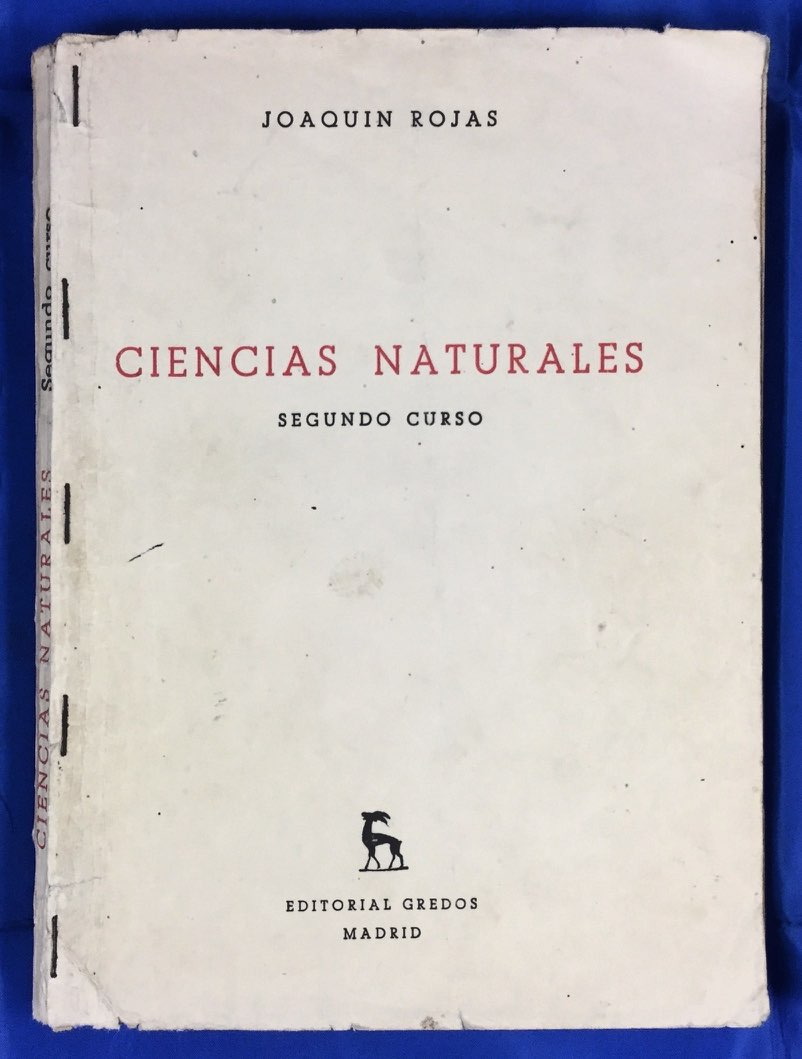 JOAQUIN ROJAS
CIENCIAS NATURALES
SEGUNDO CURSO
EDITORIAL GREDOS
MADRID
CIENCIAS NATURALES Segundo curso